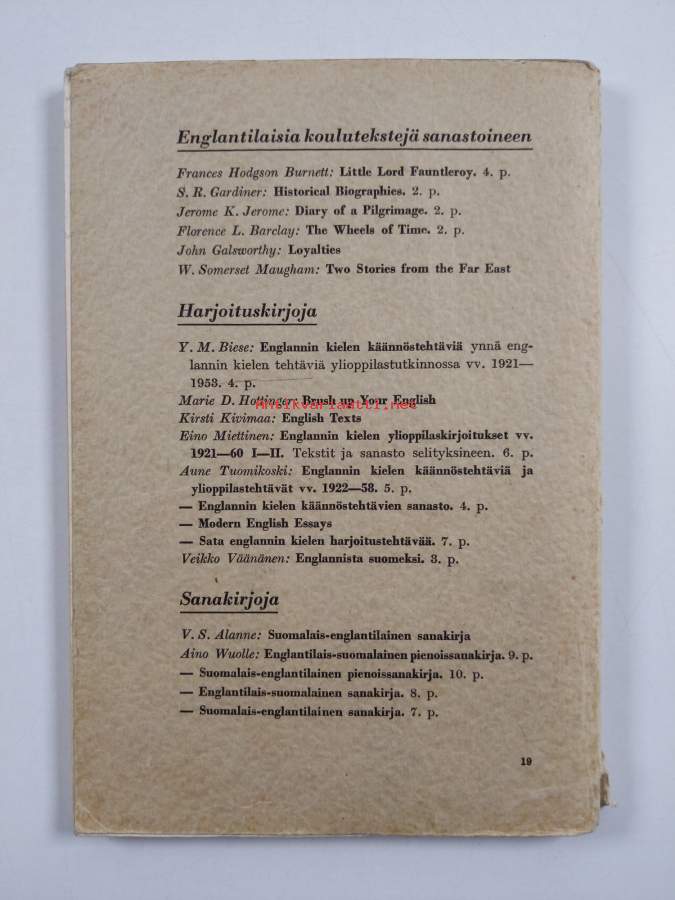 Englantilaisia koulutekstejä sanastoineen
Frances Hodgson Burnett: Little Lord Fauntleroy. 4. p.
S. R. Gardiner: Historical Biographies. 2. p.
Jerome K. Jerome: Diary of a Pilgrimage. 2. p.
Florence L. Barclay: The Wheels of Time. 2. p.
John Galsworthy: Loyalties
W. Somerset Maugham: Two Stories from the Far East
Harjoituskirjoja
Y. M. Biese: Englannin kielen käännöstehtäviä ynnä eng-
lannin kielen tehtäviä ylioppilastutkinnossa vv. 1921—
1953. 4. p.
Marie D. Hottinger: Brush up Your English
Antikvariaatti.net
Kirsti Kivimaa: English Texts
Eino Miettinen: Englannin kielen ylioppilaskirjoitukset vv.
1921—60 I—II. Tekstit ja sanasto selityksineen. 6. p.
Aune Tuomikoski: Englannin kielen käännöstehtäviä ja
ylioppilastehtävät vv. 1922—58. 5. p.
— Englannin kielen käännöstehtävien sanasto. 4. p.
— Modern English Essays
— Sata englannin kielen harjoitustehtävää. 7. p.
Veikko Väänänen: Englannista suomeksi. 3. p.
Sanakirjoja
V. S. Alanne: Suomalais-englantilainen sanakirja
Aino Wuolle: Englantilais-suomalainen pienoissanakirja. 9. p.
— Suomalais-englantilainen pienoissanakirja. 10. p.
— Englantilais-suomalainen sanakirja. 8. p.
— Suomalais-englantilainen sanakirja. 7. p.
19